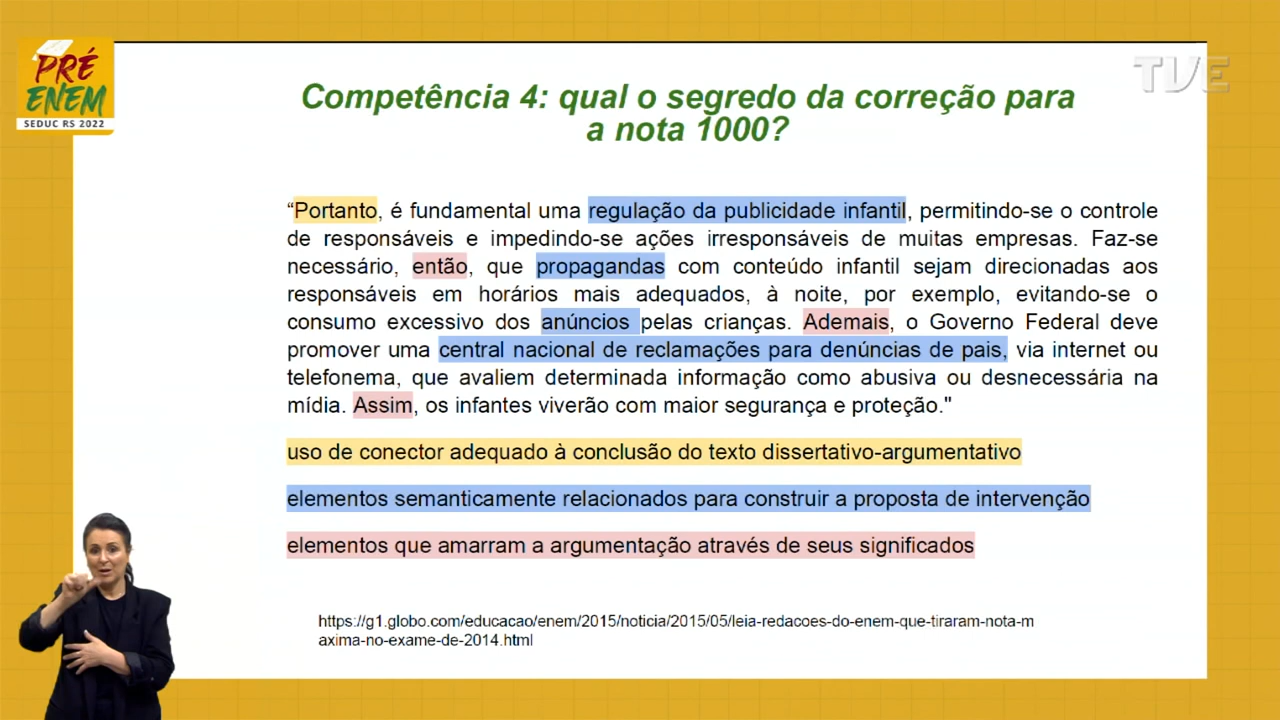 PRÉ
ENEM
SEDUC RS 2022
TVE
Competência 4: qual o segredo da correção para
a nota 1000?
“Portanto, é fundamental uma regulação da publicidade infantil, permitindo-se o controle
de responsáveis e impedindo-se ações irresponsáveis de muitas empresas. Faz-se
necessário, então, que propagandas com conteúdo infantil sejam direcionadas aos
responsáveis em horários mais adequados, à noite, por exemplo, evitando-se o
consumo excessivo dos anúncios pelas crianças. Ademais, o Governo Federal deve
promover uma central nacional de reclamações para denúncias de pais, via internet ou
telefonema, que avaliem determinada informação como abusiva ou desnecessária na
mídia. Assim, os infantes viverão com maior segurança e proteção."
uso de conector adequado à conclusão do texto dissertativo-argumentativo
elementos semanticamente relacionados para construir a proposta de intervenção
elementos que amarram a argumentação através de seus significados
https://g1.globo.com/educacao/enem/2015/noticia/2015/05/leia-redacoes-do-enem-que-tiraram-nota-m
axima-no-exame-de-2014.html